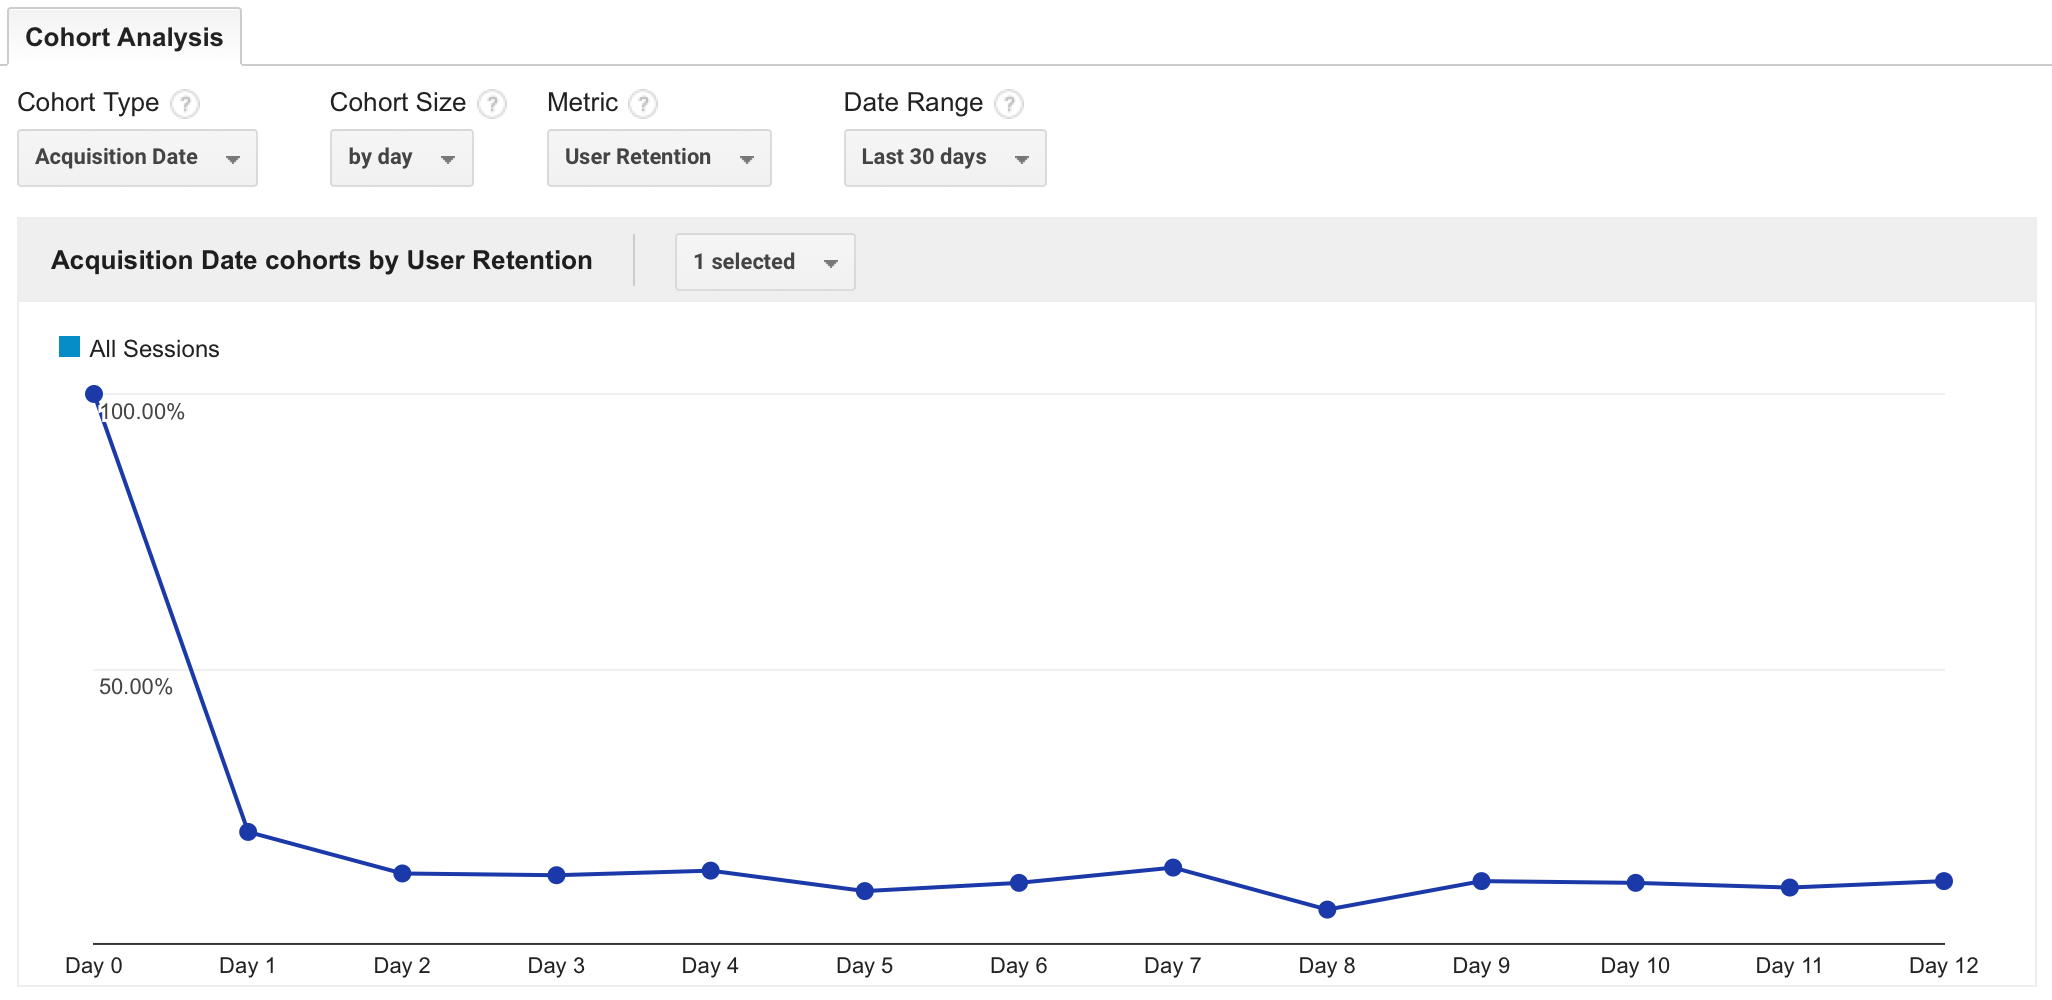 Cohort Analysis
Cohort Type ? Cohort Size ? Metric ? Date Range ?
Acquisition Date by day User Retention Last 30 days
Acquisition Date cohorts by User Retention 1 selected
All Sessions
100.00%
50.00%
Day 0 Day 1 Day 2 Day 3 Day 4 Day 5 Day 6 Day 7 Day 8 Day 9 Day 10 Day 11 Day 12